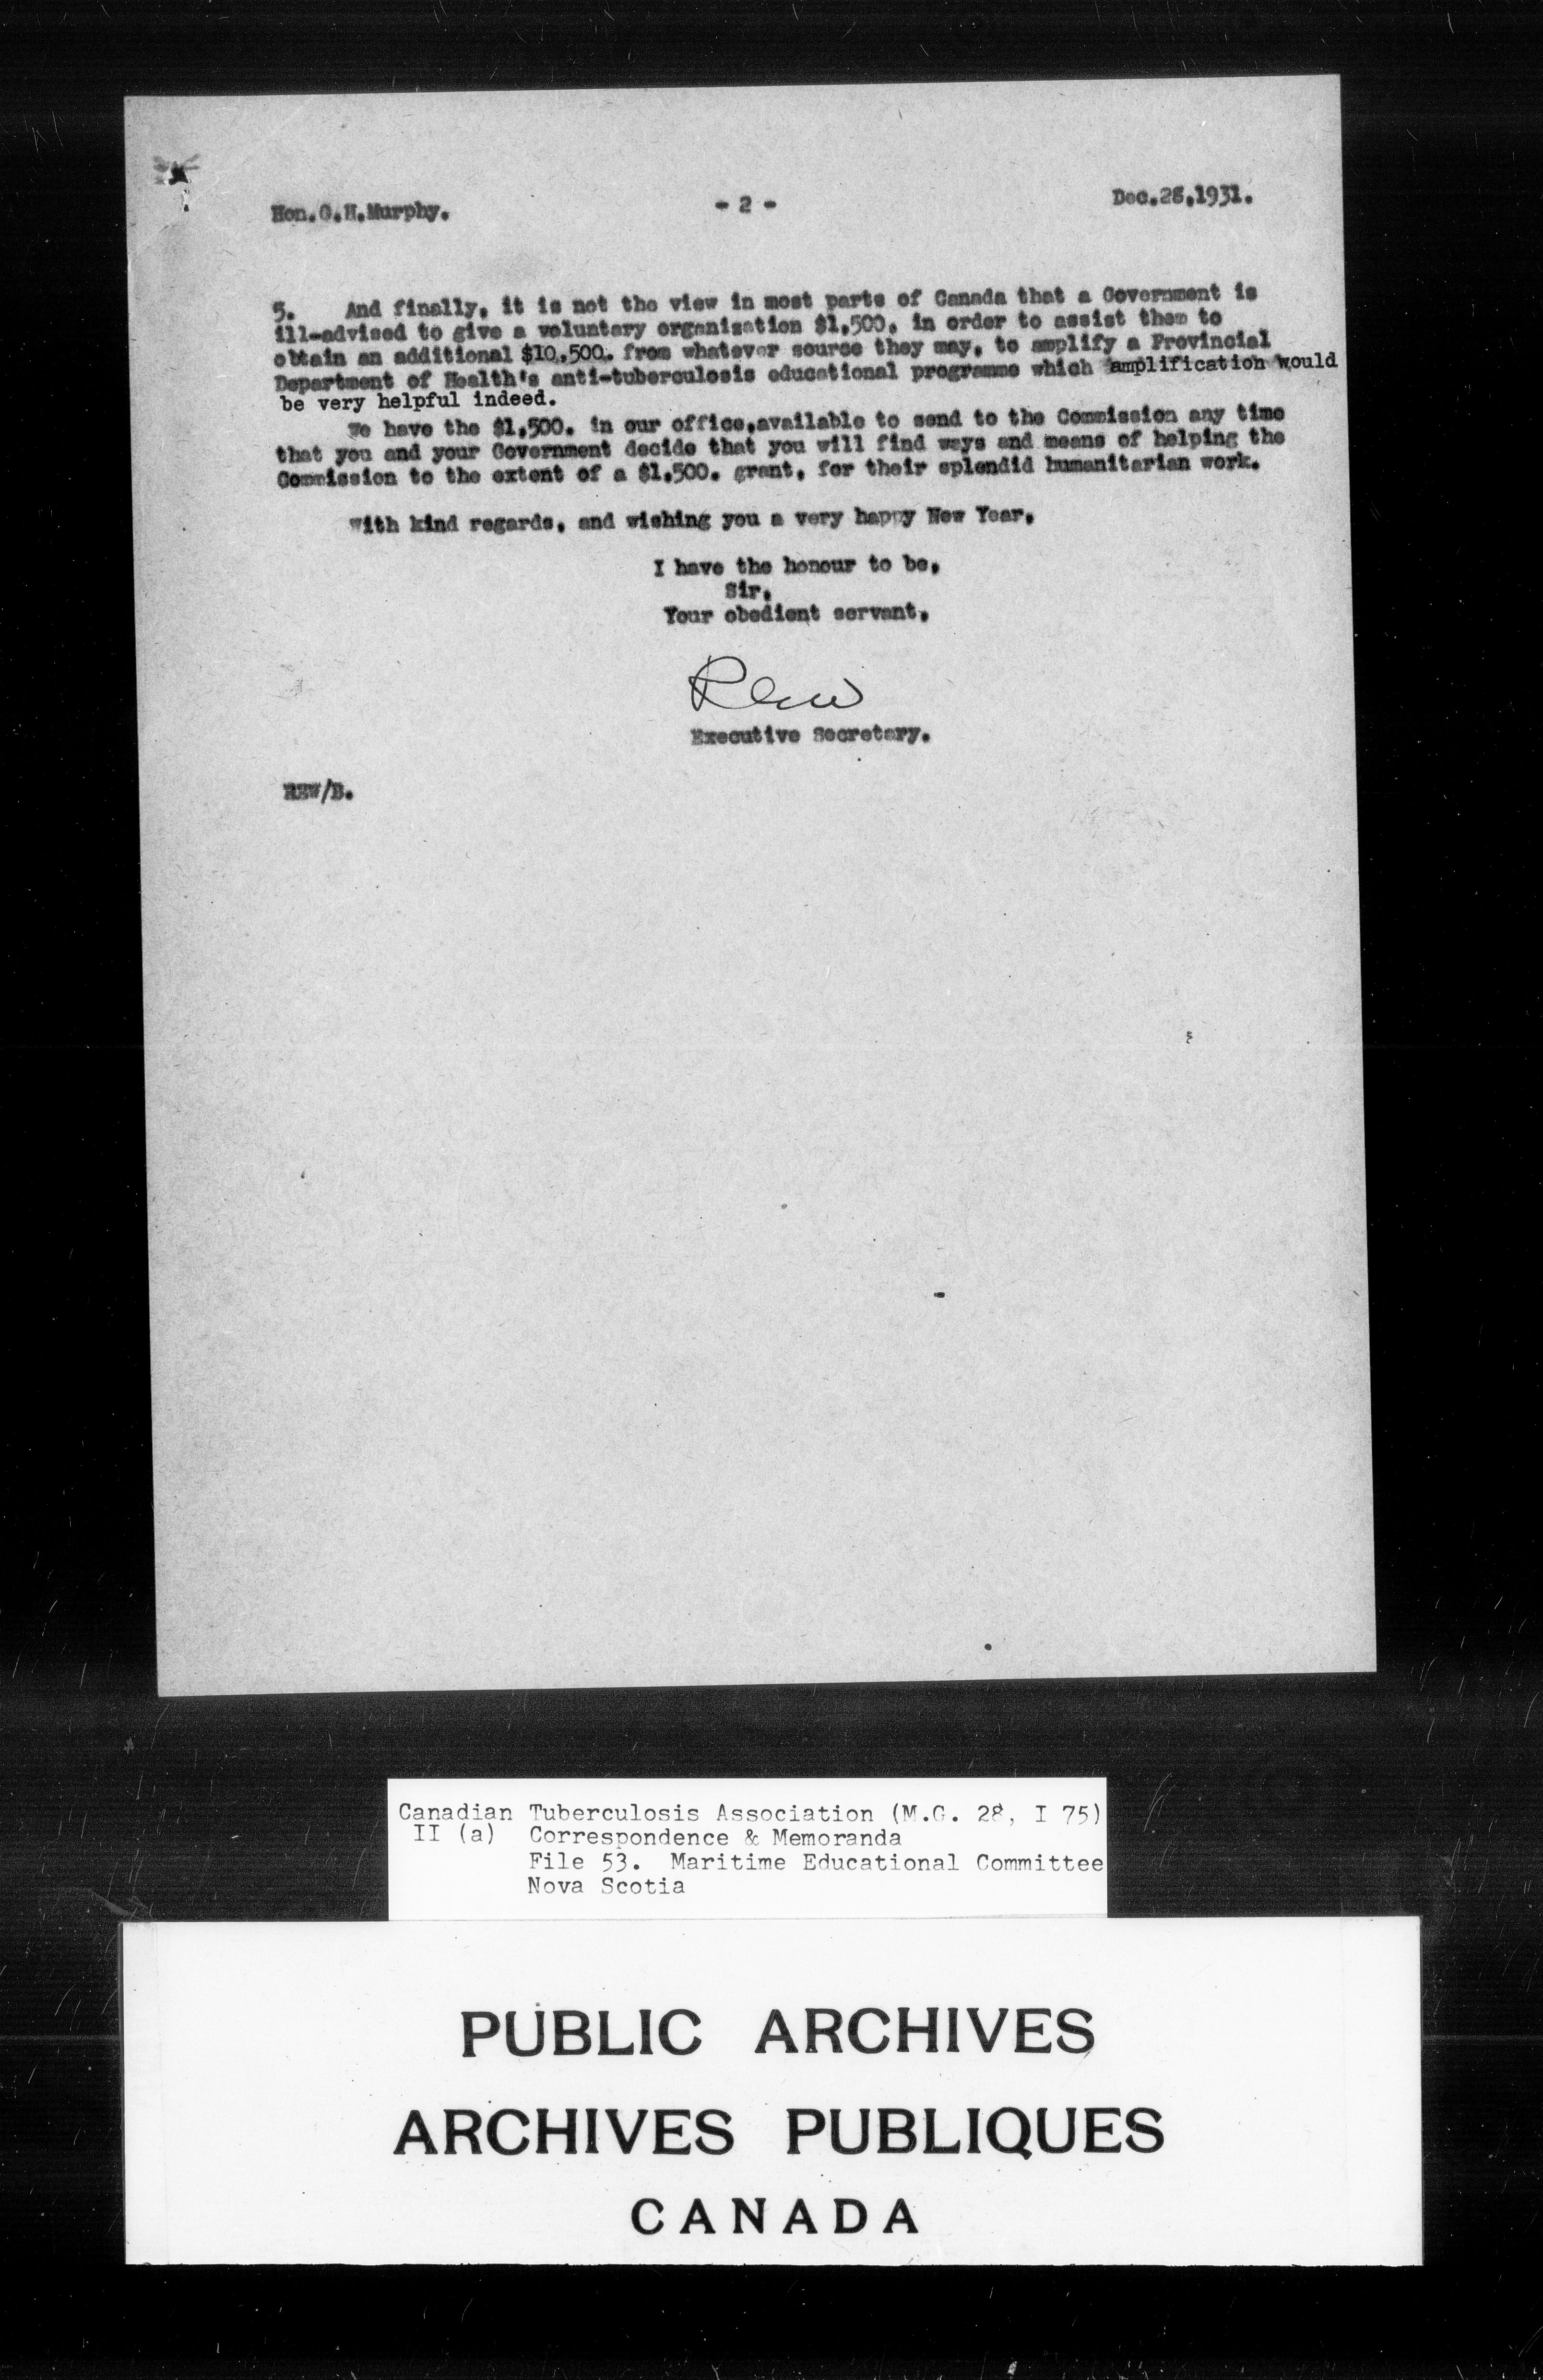 Hon.G.H.Murphy.
- 2 -
Dec.28,1931.
5. And finally, it is not the view in most parts of Canada that a Government is
ill-advised to give a voluntary organization $1,500. in order to assist them to
obtain an additional $10,500. from whatever source they may, to amplify a Provincial
Department of Health's anti-tuberculosis educational programme which amplification would
be very helpful indeed.
We have the $1,500. in our office,available to send to the Commission any time
that you and your Government decide that you will find ways and means of helping the
Commission to the extent of a $1,500. grant, for their splendid humanitarian work.
With kind regards, and wishing you a very happy New Year,
I have the honour to be,
Sir,
Your obedient servant,
REW
Executive Secretary.
REW/B.
Canadian Tuberculosis Association (M.G. 28, I 75)
II (a) Correspondence & Memoranda
File 53. Maritime Educational Committee
Nova Scotia
PUBLIC ARCHIVES
ARCHIVES PUBLIQUES
CANADA